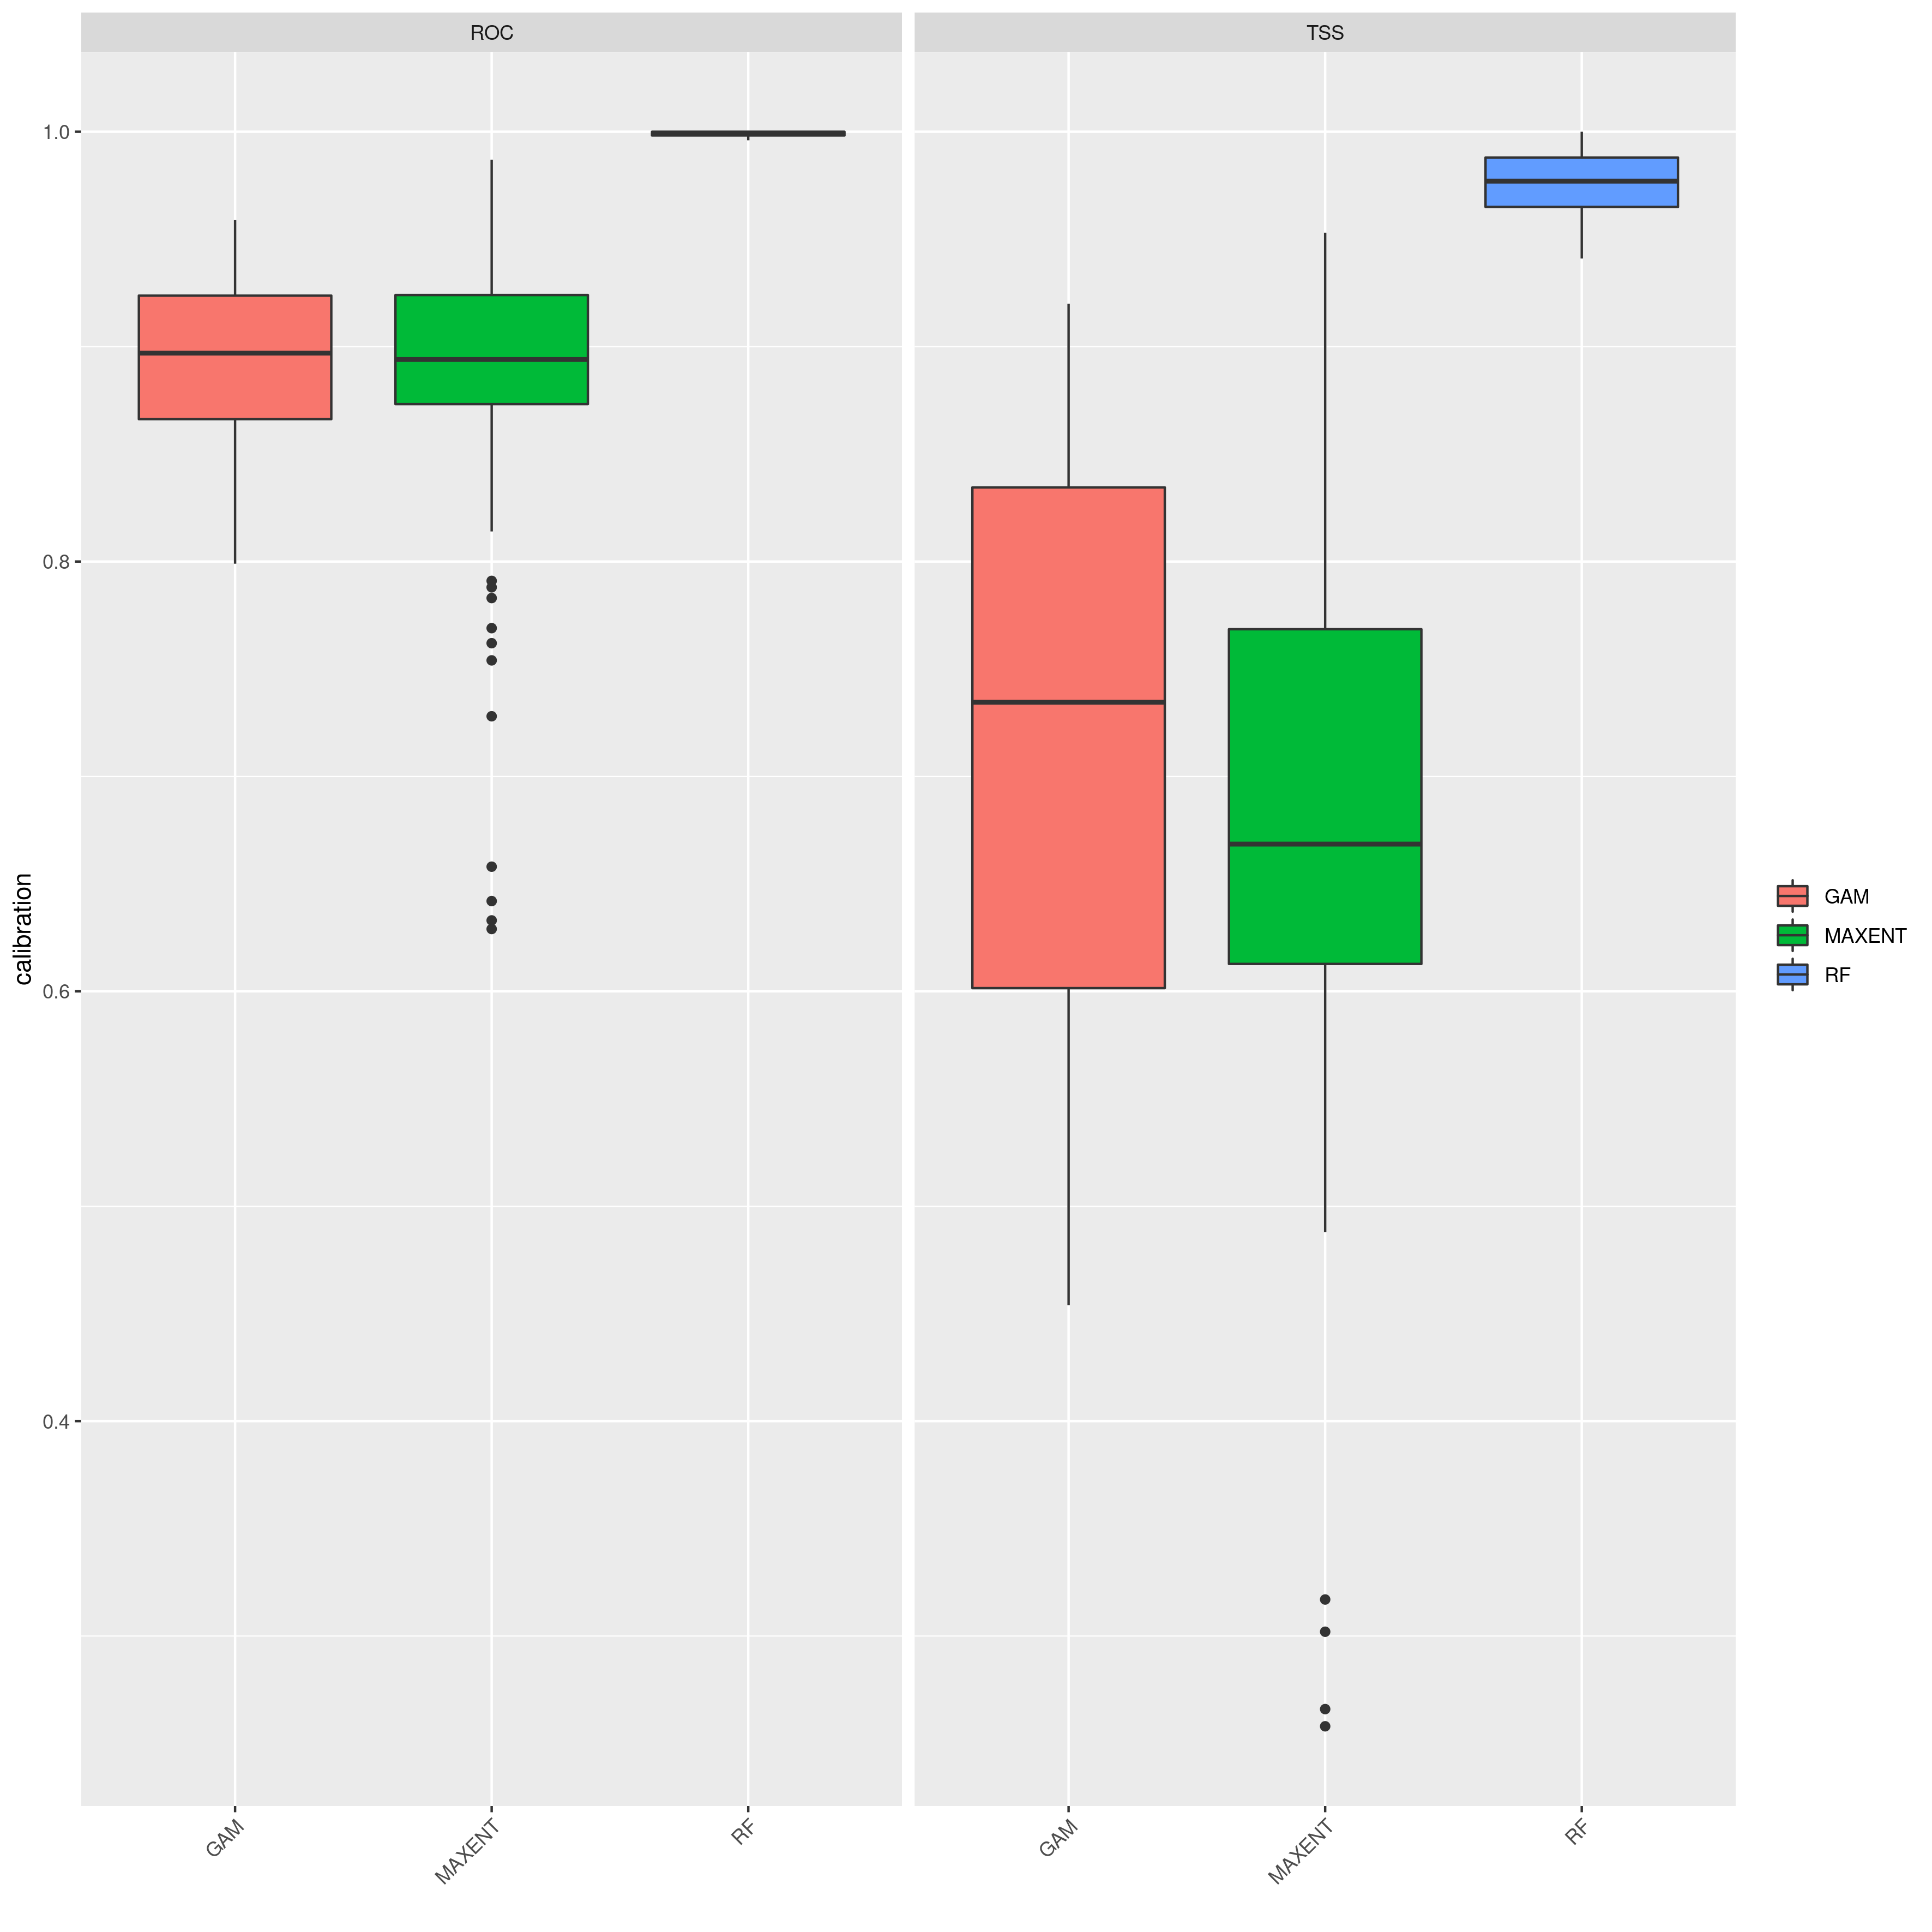 ROC
TSS
calibration
1.0
0.8
0.6
0.4
GAM
MAXENT
RF
GAM
MAXENT
RF
GAM
MAXENT
RF